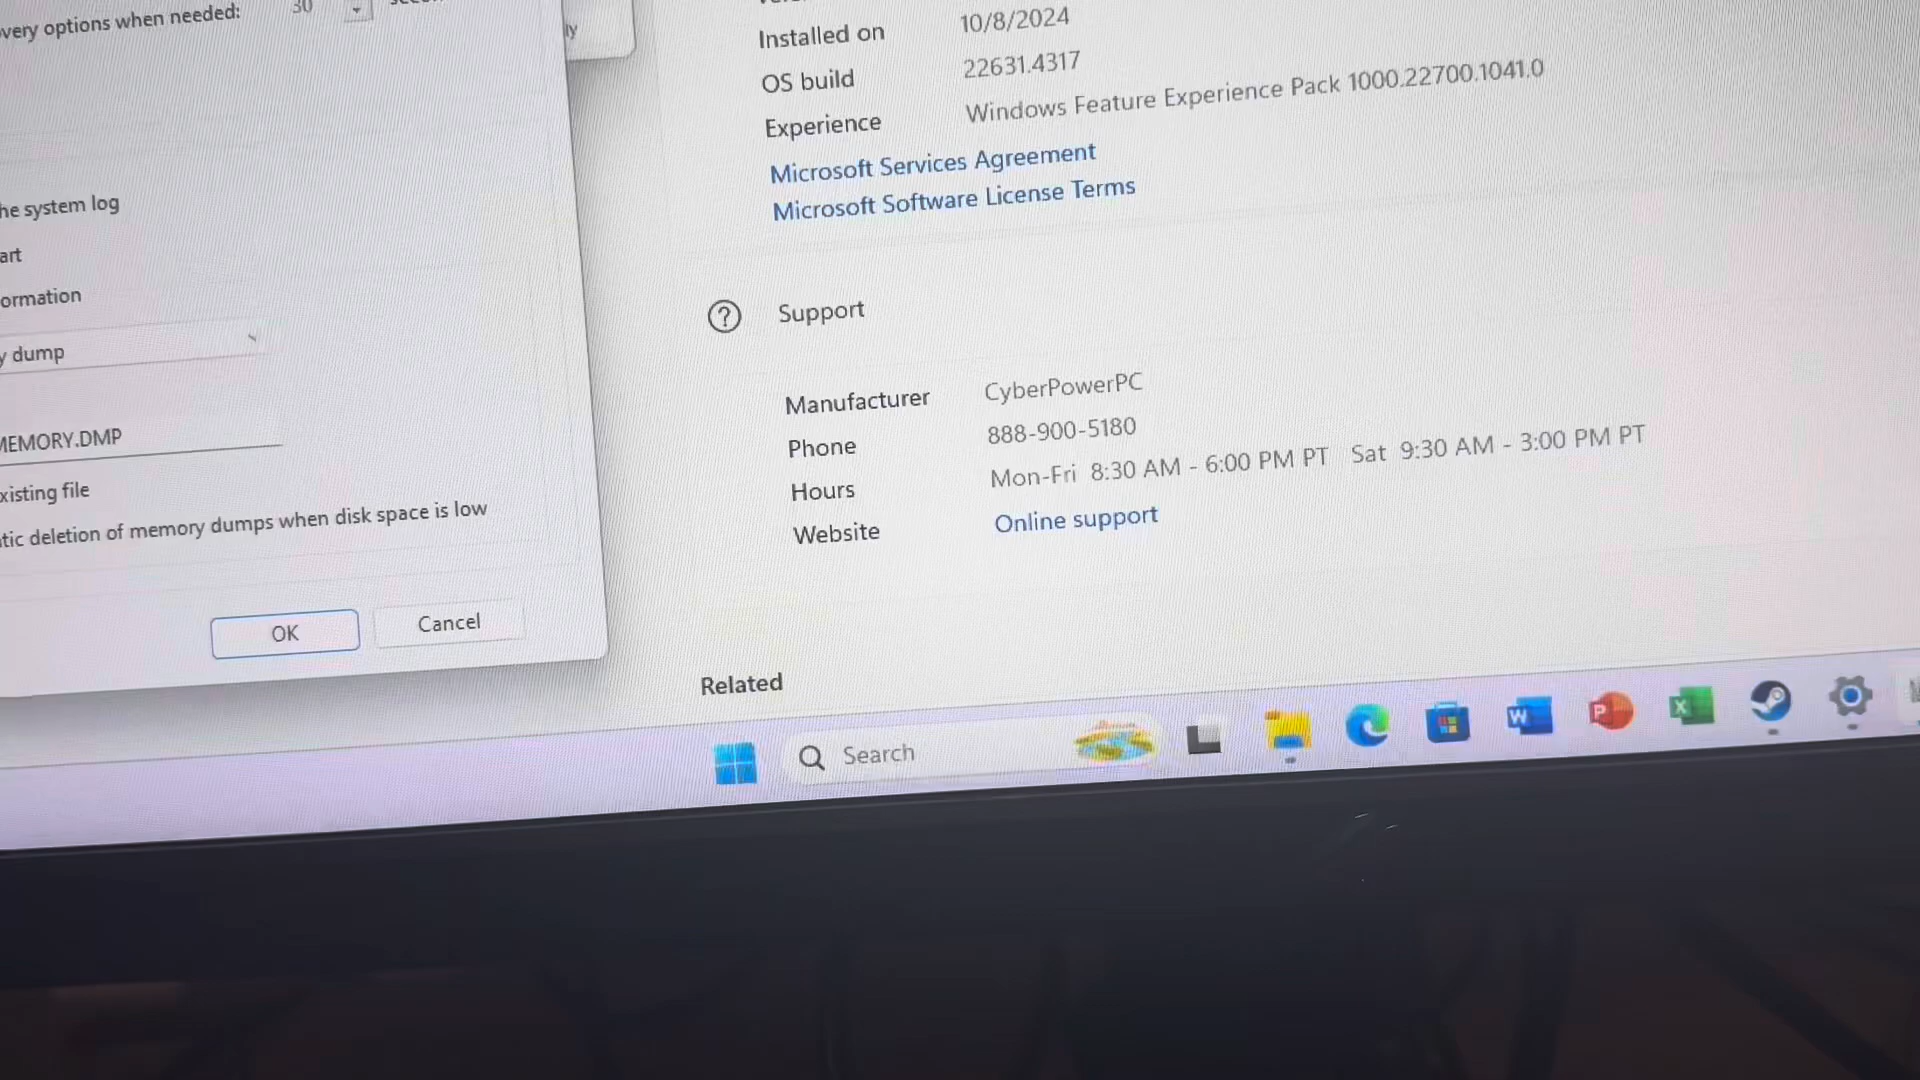 very options when needed:
30
ly
he system log
art
ormation
y dump
MEMORY.DMP
xisting file
tic deletion of memory dumps when disk space is low
OK
Cancel
Installed on 10/8/2024
OS build 22631.4317
Experience Windows Feature Experience Pack 1000.22700.1041.0
Microsoft Services Agreement
Microsoft Software License Terms
Support
Manufacturer CyberPowerPC
Phone 888-900-5180
Hours Mon-Fri 8:30 AM - 6:00 PM PT Sat 9:30 AM - 3:00 PM PT
Website Online support
Related
Search